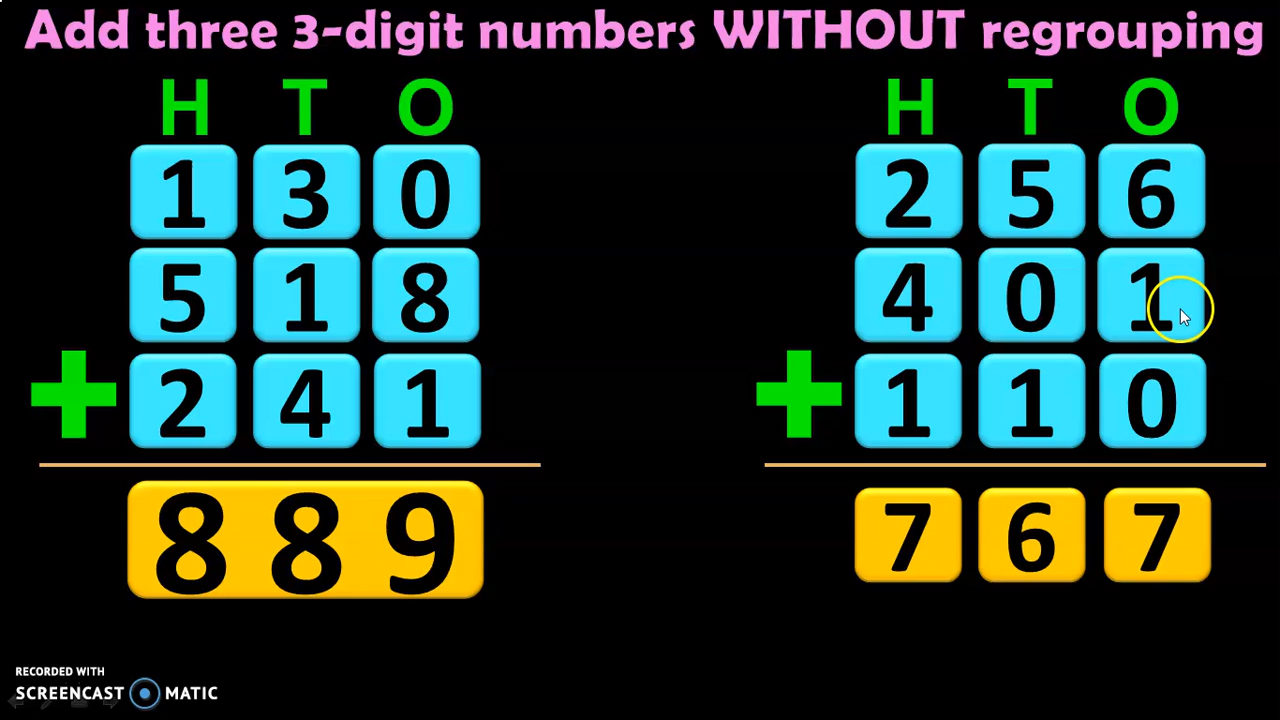 Add three 3-digit numbers WITHOUT regrouping
H T O
1 3 0
5 1 8
+ 2 4 1
8 8 9
H T O
2 5 6
4 0 1
+ 1 1 0
7 6 7
RECORDED WITH
SCREENCAST MATIC